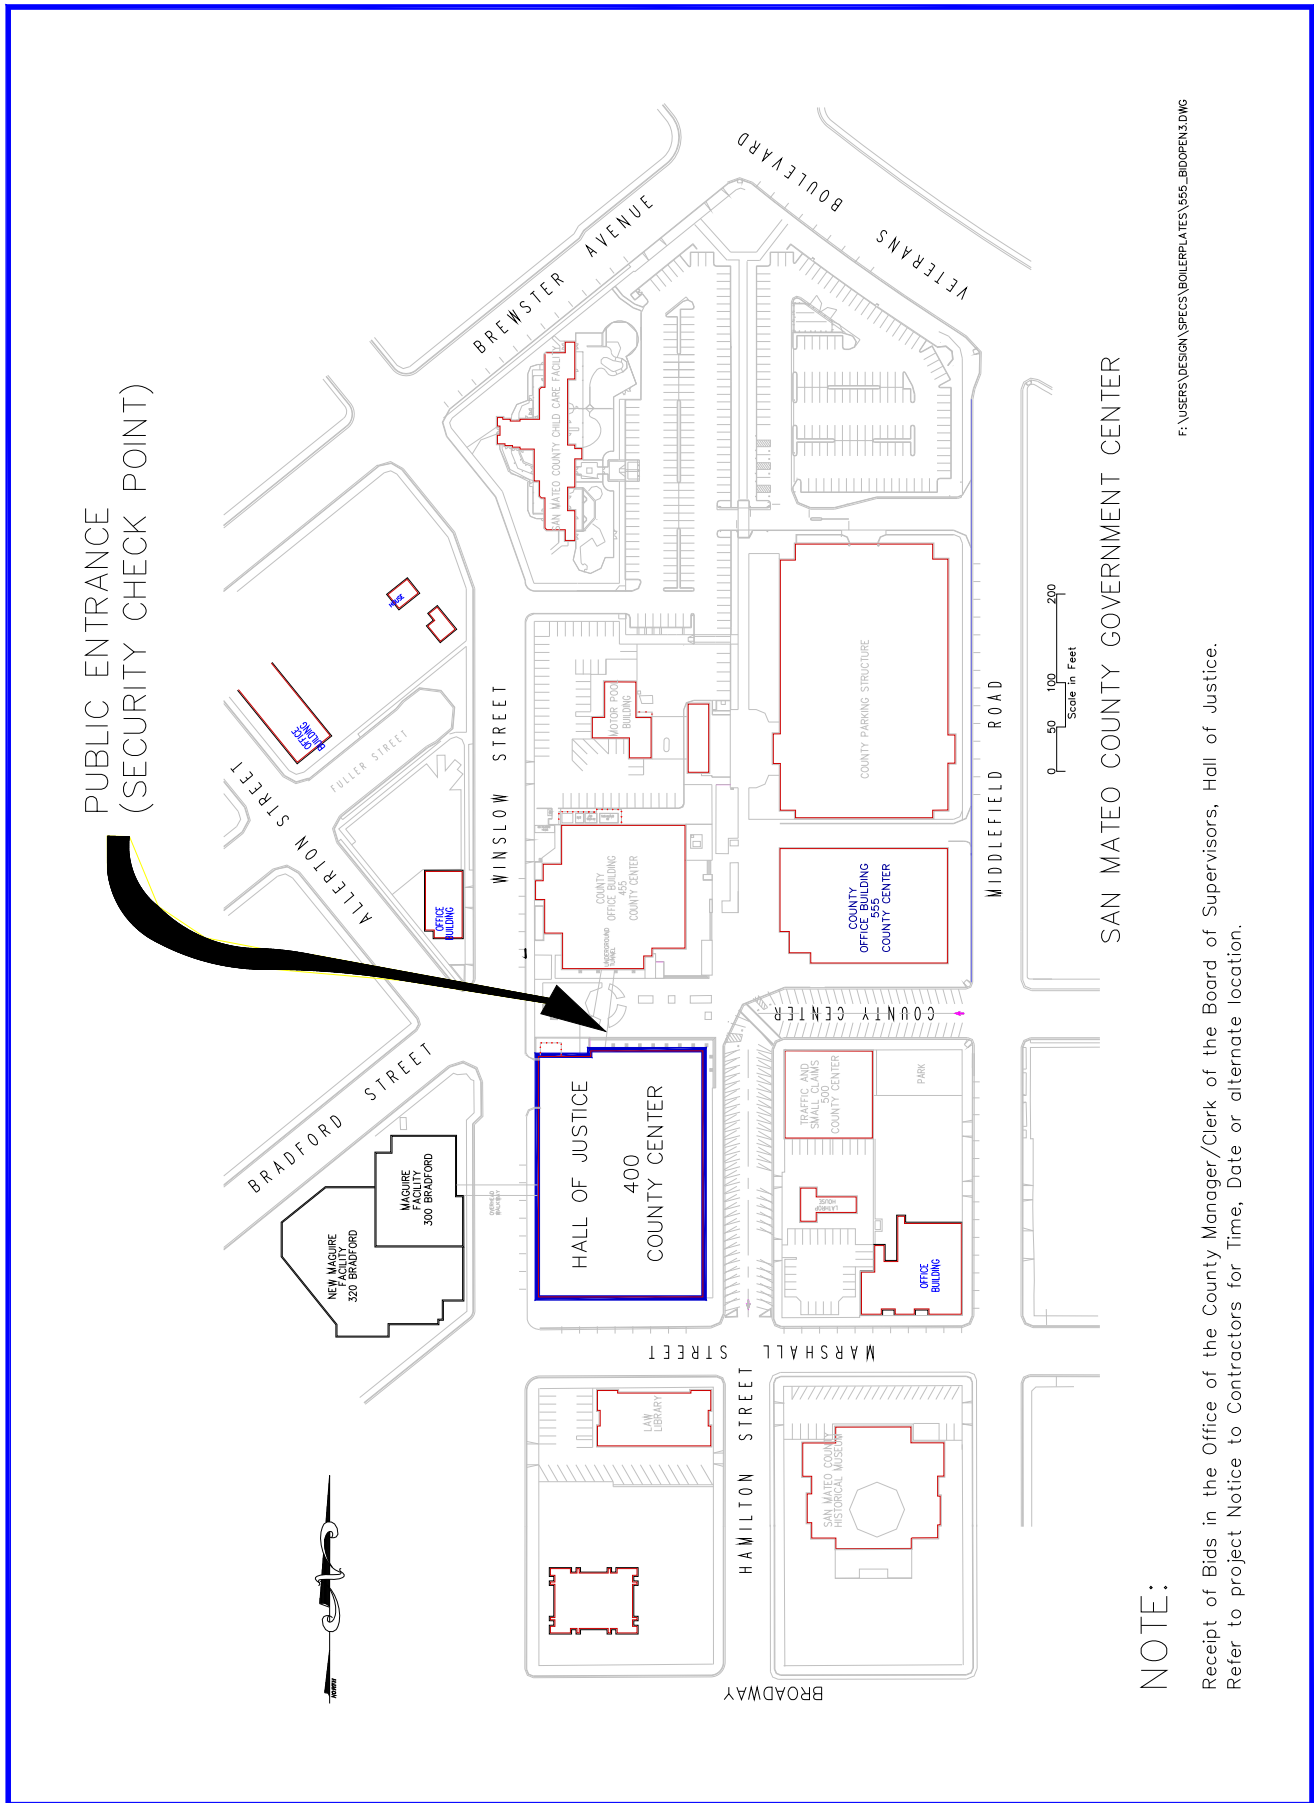 PUBLIC ENTRANCE
(SECURITY CHECK POINT)
BREWSTER AVENUE
VETERANS BOULEVARD
SAN MATEO COUNTY CHILD CARE FACILITY
HOUSE
OFFICE
BUILDING
FULLER STREET
ALLERTON STREET
WINSLOW STREET
MOTOR POOL
BUILDING
COUNTY PARKING STRUCTURE
MIDDLEFIELD ROAD
OFFICE
BUILDING
COUNTY
OFFICE BUILDING
455
COUNTY CENTER
UNDERGROUND
TUNNEL
COUNTY
OFFICE BUILDING
555
COUNTY CENTER
COUNTY CENTER
BRADFORD STREET
MAGUIRE
FACILITY
300 BRADFORD
NEW MAGUIRE
FACILITY
320 BRADFORD
OVERHEAD
WALKWAY
HALL OF JUSTICE
400
COUNTY CENTER
TRAFFIC AND
SMALL CLAIMS
500
COUNTY CENTER
PARK
LATHROP
HOUSE
OFFICE
BUILDING
MARSHALL STREET
HAMILTON STREET
LAW
LIBRARY
SAN MATEO COUNTY
HISTORICAL MUSEUM
BROADWAY
0 50 100 200
Scale in Feet
SAN MATEO COUNTY GOVERNMENT CENTER
F:\USERS\DESIGN\SPECS\BOILERPLATES\555_BIDOPEN3.DWG
NOTE:
Receipt of Bids in the Office of the County Manager/Clerk of the Board of Supervisors, Hall of Justice.
Refer to project Notice to Contractors for Time, Date or alternate location.